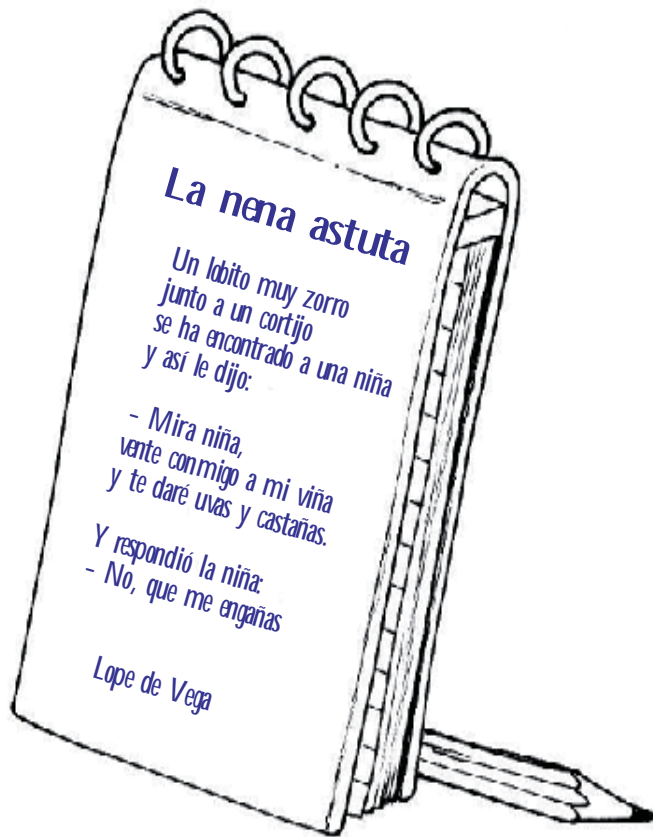 La nena astuta
Un lobito muy zorro
junto a un cortijo
se ha encontrado a una niña
y así le dijo:
- Mira niña,
vente conmigo a mi viña
y te daré uvas y castañas.
Y respondió la niña:
- No, que me engañas
Lope de Vega